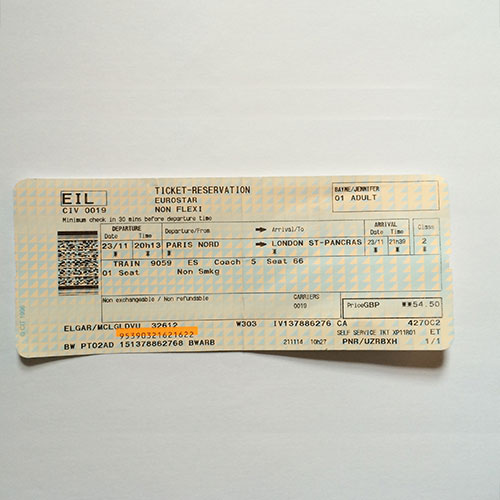 EIL
CIV 0019
TICKET-RESERVATION
EUROSTAR
NON FLEXI
BAYNE/JENNIFER
01 ADULT
Minimum check in 30 mins before departure time
DEPARTURE Arrival/To ARRIVAL Class
Date Time Date Time
23/11 20h13 PARIS NORD LONDON ST-PANCRAS 23/11 21h39 2
* * * * * *
TRAIN 9059 ES Coach 5 Seat 66
01 Seat Non Smkg
Non exchangeable / Non refundable
CARRIERS
0019
PriceGBP **54.50
ELGAR/MCLGLDVU 32612 W303 IV137886276 CA 4270C2
95390321621622 SELF SERVICE TKT XP11R01 ET
BW PTO2AD 151378862768 BWARB 211114 10h27 PNR/UZRBXH 1/1